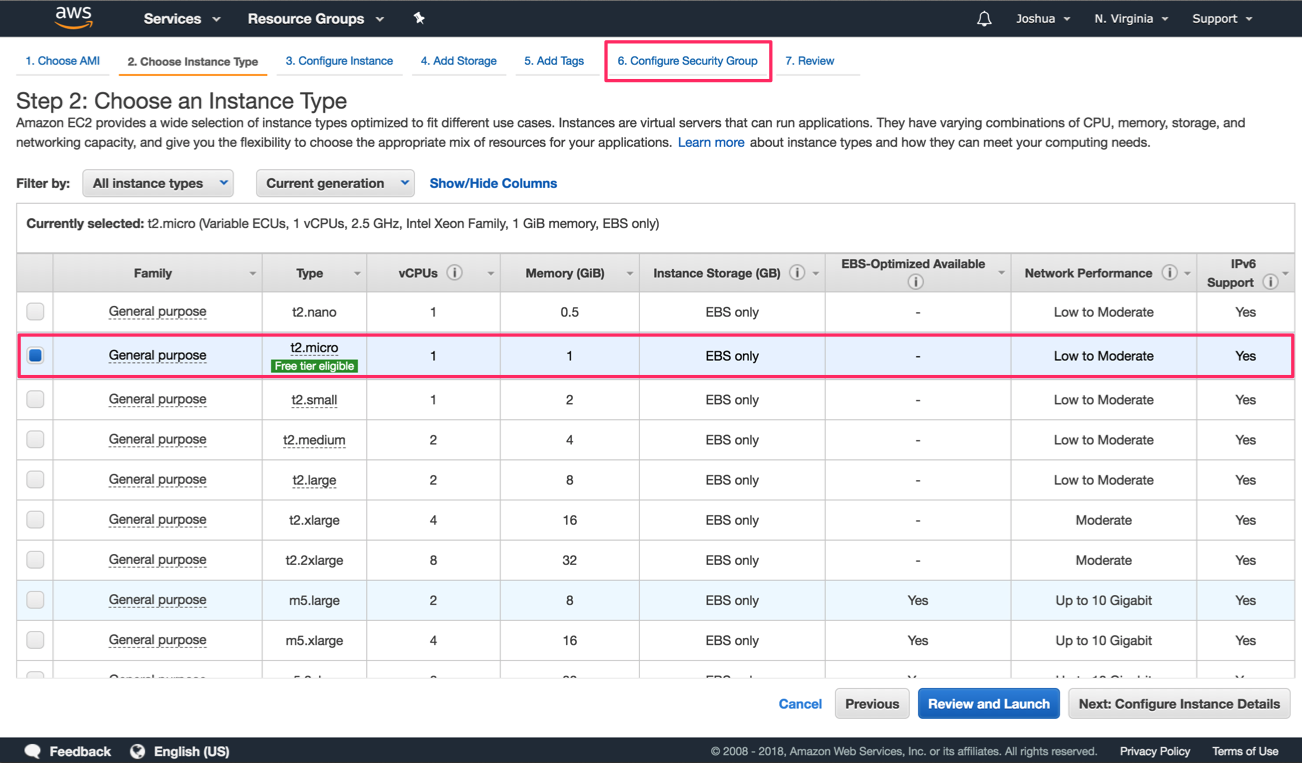 aws Services Resource Groups Joshua N. Virginia Support
1. Choose AMI 2. Choose Instance Type 3. Configure Instance 4. Add Storage 5. Add Tags 6. Configure Security Group 7. Review
Step 2: Choose an Instance Type
Amazon EC2 provides a wide selection of instance types optimized to fit different use cases. Instances are virtual servers that can run applications. They have varying combinations of CPU, memory, storage, and
networking capacity, and give you the flexibility to choose the appropriate mix of resources for your applications. Learn more about instance types and how they can meet your computing needs.
Filter by: All instance types Current generation Show/Hide Columns
Currently selected: t2.micro (Variable ECUs, 1 vCPUs, 2.5 GHz, Intel Xeon Family, 1 GiB memory, EBS only)
Family Type vCPUs Memory (GiB) Instance Storage (GB) EBS-Optimized Available Network Performance IPv6 Support
General purpose t2.nano 1 0.5 EBS only - Low to Moderate Yes
General purpose t2.micro 1 1 EBS only - Low to Moderate Yes
Free tier eligible
General purpose t2.small 1 2 EBS only - Low to Moderate Yes
General purpose t2.medium 2 4 EBS only - Low to Moderate Yes
General purpose t2.large 2 8 EBS only - Low to Moderate Yes
General purpose t2.xlarge 4 16 EBS only - Moderate Yes
General purpose t2.2xlarge 8 32 EBS only - Moderate Yes
General purpose m5.large 2 8 EBS only Yes Up to 10 Gigabit Yes
General purpose m5.xlarge 4 16 EBS only Yes Up to 10 Gigabit Yes
Cancel Previous Review and Launch Next: Configure Instance Details
Feedback English (US) © 2008 - 2018, Amazon Web Services, Inc. or its affiliates. All rights reserved. Privacy Policy Terms of Use